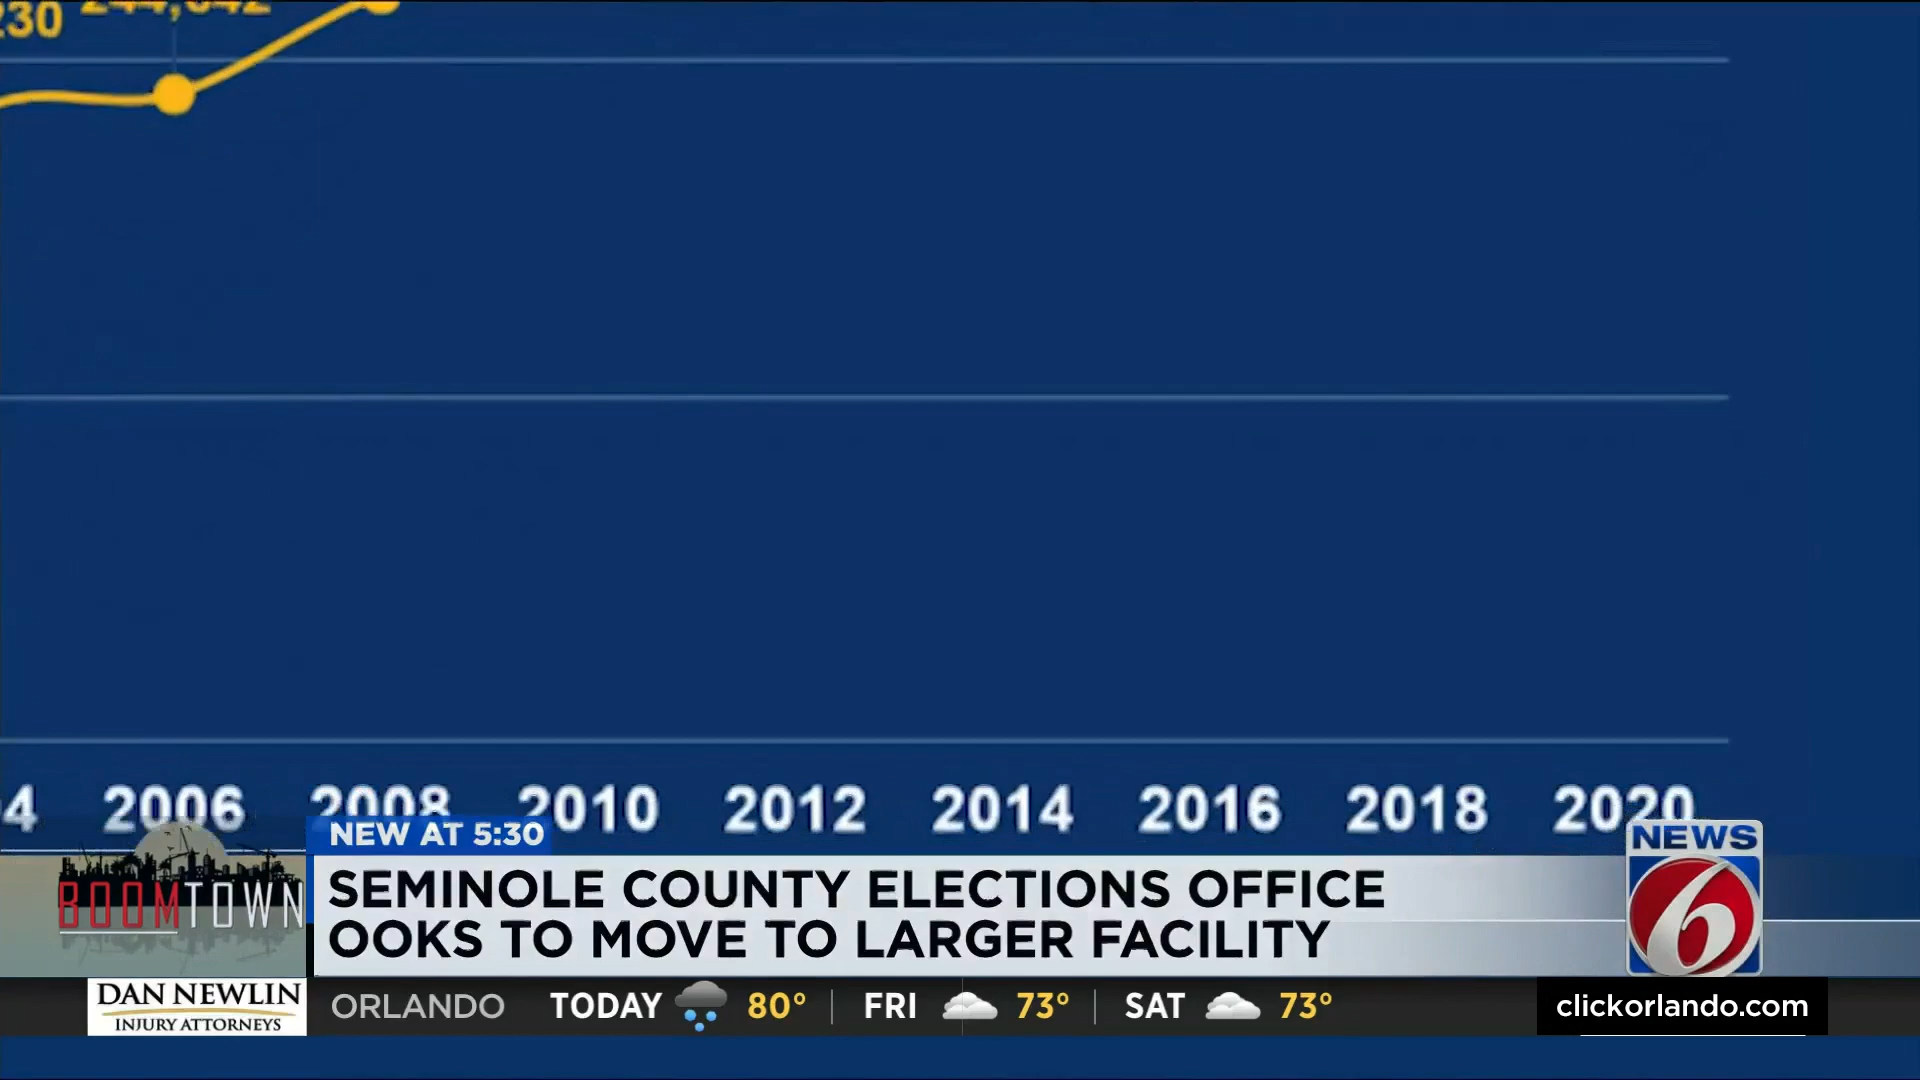 230
2006 2008 2010 2012 2014 2016 2018 2020
NEW AT 5:30
BOOMTOWN
SEMINOLE COUNTY ELECTIONS OFFICE
OOKS TO MOVE TO LARGER FACILITY
NEWS
6
DAN NEWLIN
INJURY ATTORNEYS
ORLANDO TODAY 80° FRI 73° SAT 73°
clickorlando.com